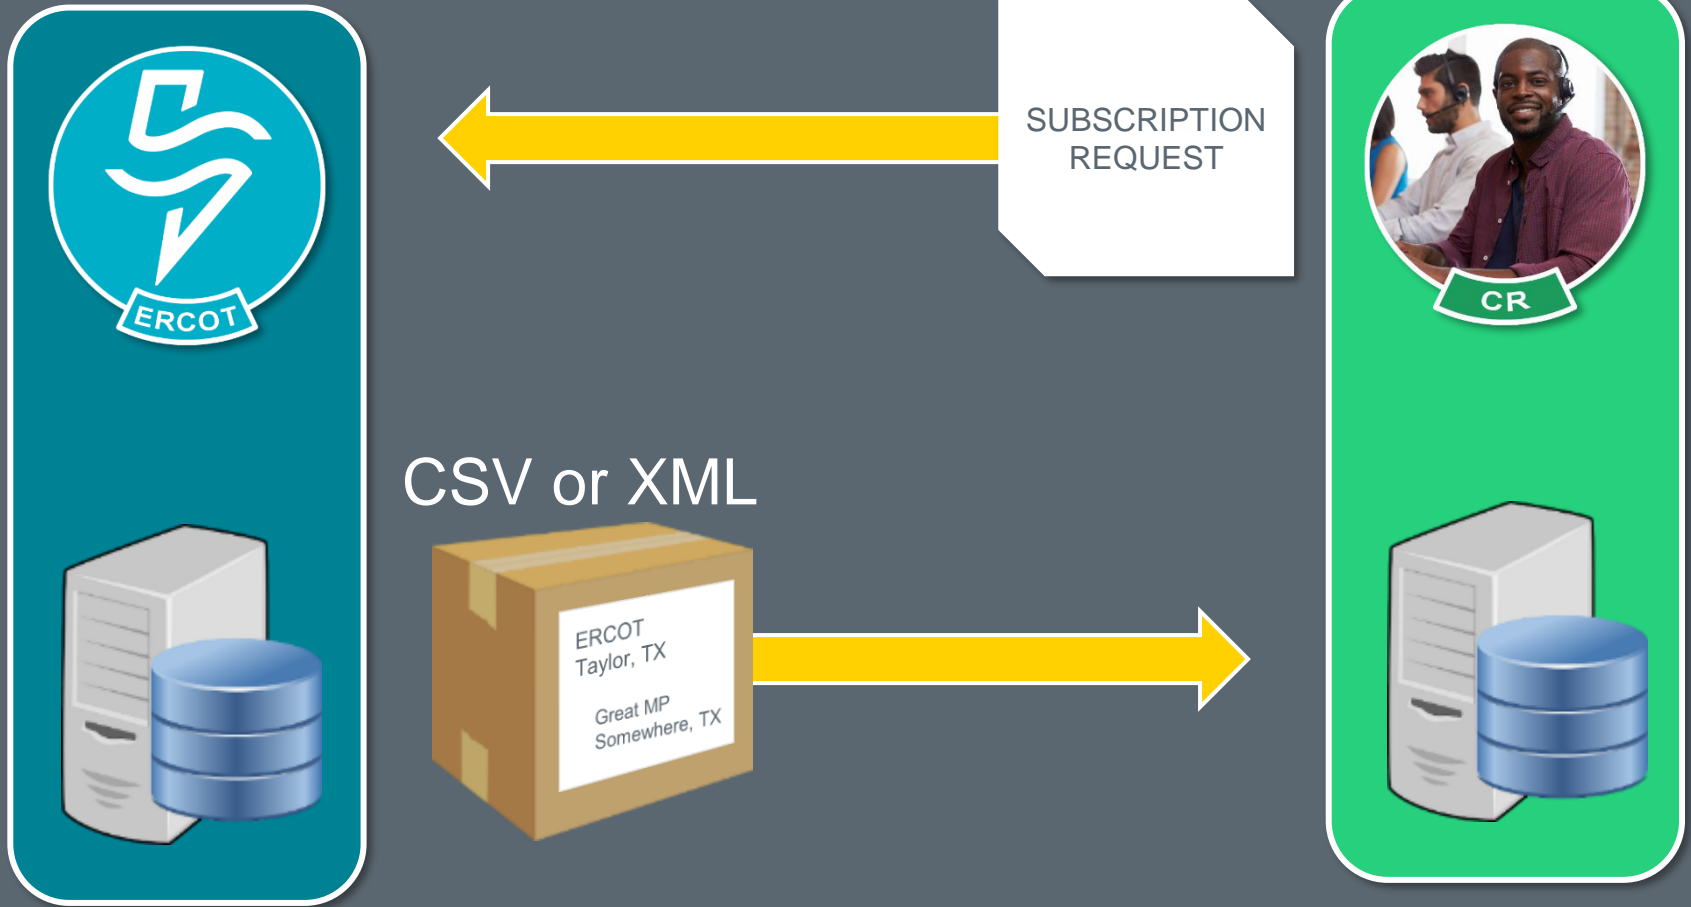 SUBSCRIPTION
REQUEST
ERCOT
CR
CSV or XML
ERCOT
Taylor, TX
Great MP
Somewhere, TX